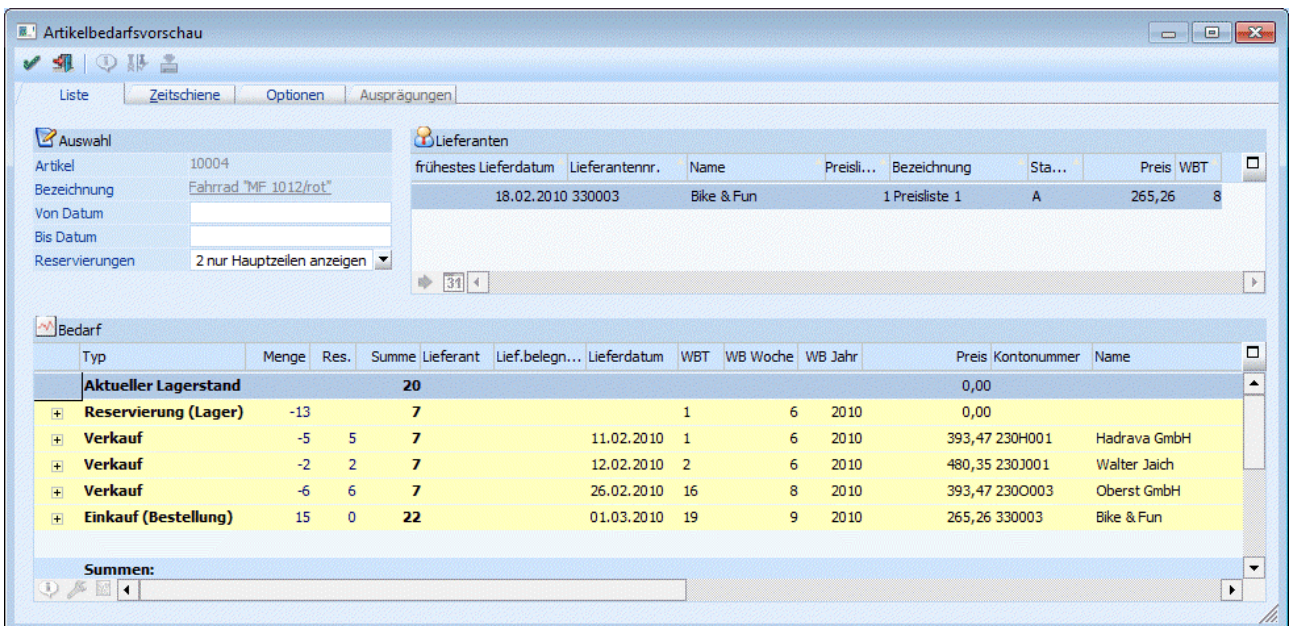 Artikelbedarfsvorschau
Liste Zeitschiene Optionen Ausprägungen
Auswahl
Artikel 10004
Bezeichnung Fahrrad "MF 1012/rot"
Von Datum
Bis Datum
Reservierungen 2 nur Hauptzeilen anzeigen
Lieferanten
frühestes Lieferdatum Lieferantennr. Name Preisli... Bezeichnung Sta... Preis WBT
18.02.2010 330003 Bike & Fun 1 Preisliste 1 A 265,26 8
31
Bedarf
Typ Menge Res. Summe Lieferant Lief.belegn... Lieferdatum WBT WB Woche WB Jahr Preis Kontonummer Name
Aktueller Lagerstand 20 0,00
Reservierung (Lager) -13 7 1 6 2010 0,00
Verkauf -5 5 7 11.02.2010 1 6 2010 393,47 230H001 Hadrava GmbH
Verkauf -2 2 7 12.02.2010 2 6 2010 480,35 230J001 Walter Jaich
Verkauf -6 6 7 26.02.2010 16 8 2010 393,47 230O003 Oberst GmbH
Einkauf (Bestellung) 15 0 22 01.03.2010 19 9 2010 265,26 330003 Bike & Fun
Summen: